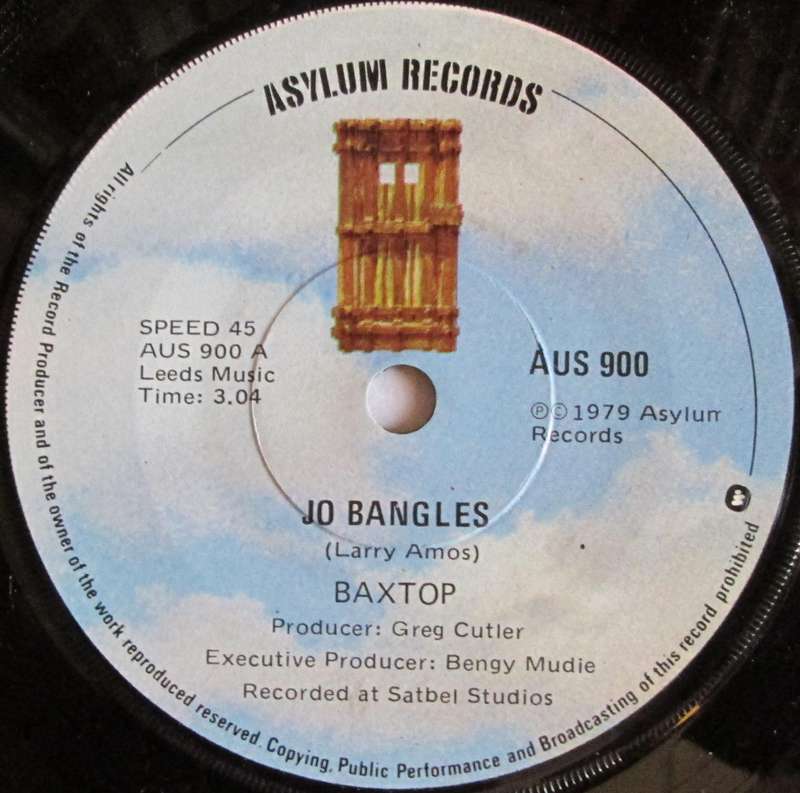 ASYLUM RECORDS
SPEED 45
AUS 900 A
Leeds Music
Time: 3.04
AUS 900
ⓅⒸ1979 Asylum
Records
JO BANGLES
(Larry Amos)
BAXTOP
Producer: Greg Cutler
Executive Producer: Bengy Mudie
Recorded at Satbel Studios
All rights of the Record Producer and of the owner of the work reproduced reserved. Copying, Public Performance and Broadcasting of this record prohibited